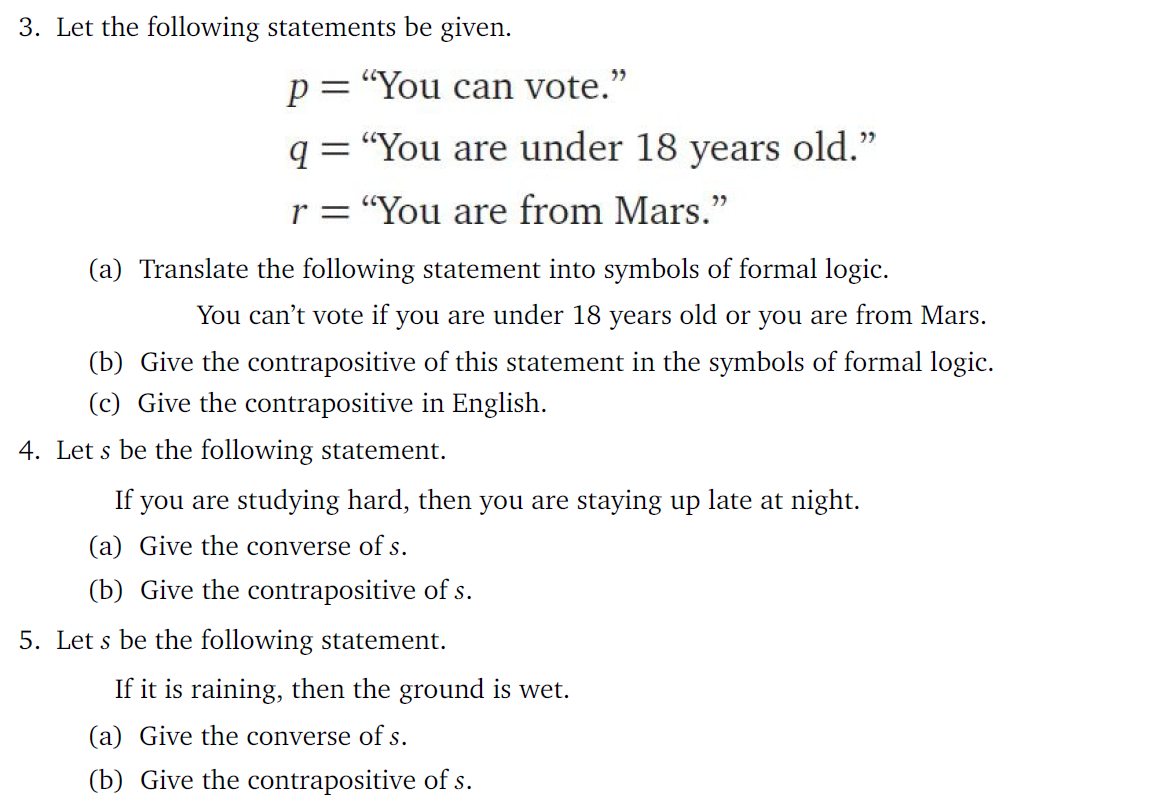 3. Let the following statements be given.
p = “You can vote.”
q = “You are under 18 years old.”
r = “You are from Mars.”
(a) Translate the following statement into symbols of formal logic.
You can’t vote if you are under 18 years old or you are from Mars.
(b) Give the contrapositive of this statement in the symbols of formal logic.
(c) Give the contrapositive in English.
4. Let s be the following statement.
If you are studying hard, then you are staying up late at night.
(a) Give the converse of s.
(b) Give the contrapositive of s.
5. Let s be the following statement.
If it is raining, then the ground is wet.
(a) Give the converse of s.
(b) Give the contrapositive of s.